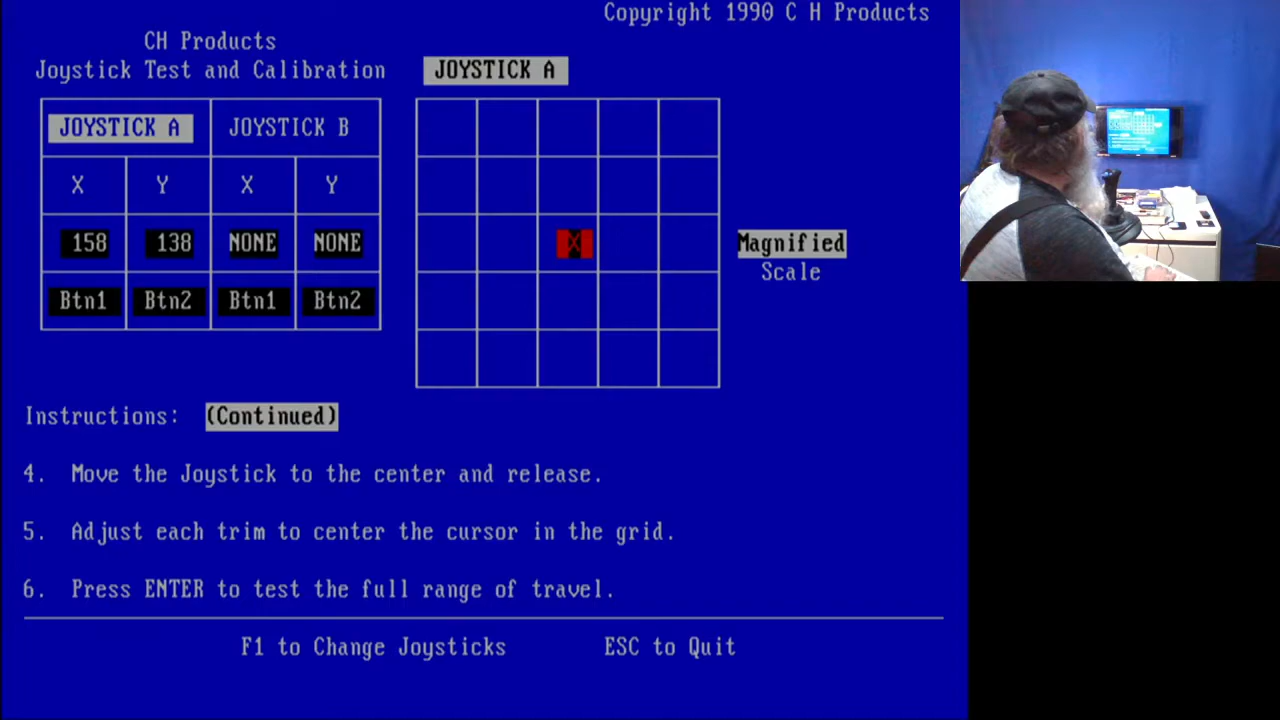 Copyright 1990 C H Products
CH Products
Joystick Test and Calibration
JOYSTICK A
JOYSTICK A JOYSTICK B
X Y X Y
158 138 NONE NONE
Btn1 Btn2 Btn1 Btn2
X
Magnified
Scale
Instructions: (Continued)
4. Move the Joystick to the center and release.
5. Adjust each trim to center the cursor in the grid.
6. Press ENTER to test the full range of travel.
F1 to Change Joysticks ESC to Quit